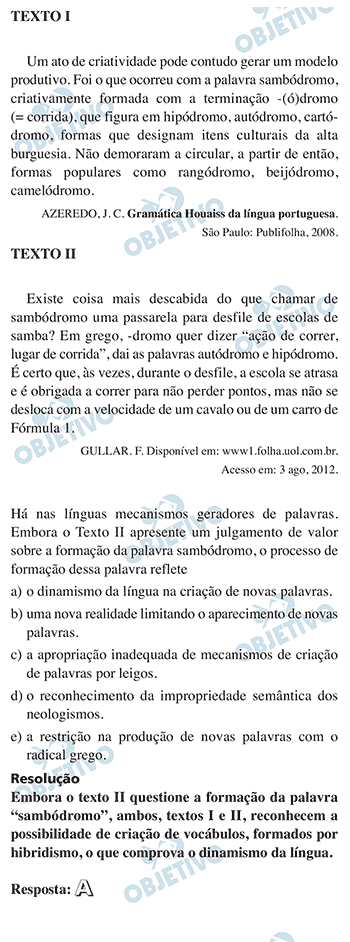 TEXTO I
Um ato de criatividade pode contudo gerar um modelo
produtivo. Foi o que ocorreu com a palavra sambódromo,
criativamente formada com a terminação -(ó)dromo
(= corrida), que figura em hipódromo, autódromo, cartó-
dromo, formas que designam itens culturais da alta
burguesia. Não demoraram a circular, a partir de então,
formas populares como rangódromo, beijódromo,
camelódromo.
AZEREDO, J. C. Gramática Houaiss da língua portuguesa.
São Paulo: Publifolha, 2008.
TEXTO II
Existe coisa mais descabida do que chamar de
sambódromo uma passarela para desfile de escolas de
samba? Em grego, -dromo quer dizer “ação de correr,
lugar de corrida”, dai as palavras autódromo e hipódromo.
É certo que, às vezes, durante o desfile, a escola se atrasa
e é obrigada a correr para não perder pontos, mas não se
desloca com a velocidade de um cavalo ou de um carro de
Fórmula 1.
GULLAR. F. Disponível em: www1.folha.uol.com.br.
Acesso em: 3 ago, 2012.
Há nas línguas mecanismos geradores de palavras.
Embora o Texto II apresente um julgamento de valor
sobre a formação da palavra sambódromo, o processo de
formação dessa palavra reflete
a) o dinamismo da língua na criação de novas palavras.
b) uma nova realidade limitando o aparecimento de novas
palavras.
c) a apropriação inadequada de mecanismos de criação
de palavras por leigos.
d) o reconhecimento da impropriedade semântica dos
neologismos.
e) a restrição na produção de novas palavras com o
radical grego.
Resolução
Embora o texto II questione a formação da palavra
“sambódromo”, ambos, textos I e II, reconhecem a
possibilidade de criação de vocábulos, formados por
hibridismo, o que comprova o dinamismo da língua.
Resposta: A
OBJETIVO
OBJETIVO
OBJETIVO
OBJETIVO
OBJETIVO
OBJETIVO
OBJETIVO
OBJETIVO
OBJETIVO
OBJETIVO